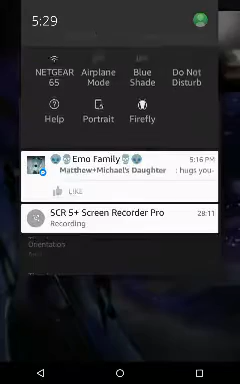 5:29
NETGEAR 65
Airplane Mode
Blue Shade
Do Not Disturb
Help
Portrait
Firefly
Emo Family 5:16 PM
Matthew+Michael's Daughter : hugs you-
LIKE
SCR 5+ Screen Recorder Pro 28:11
Recording
Orientation